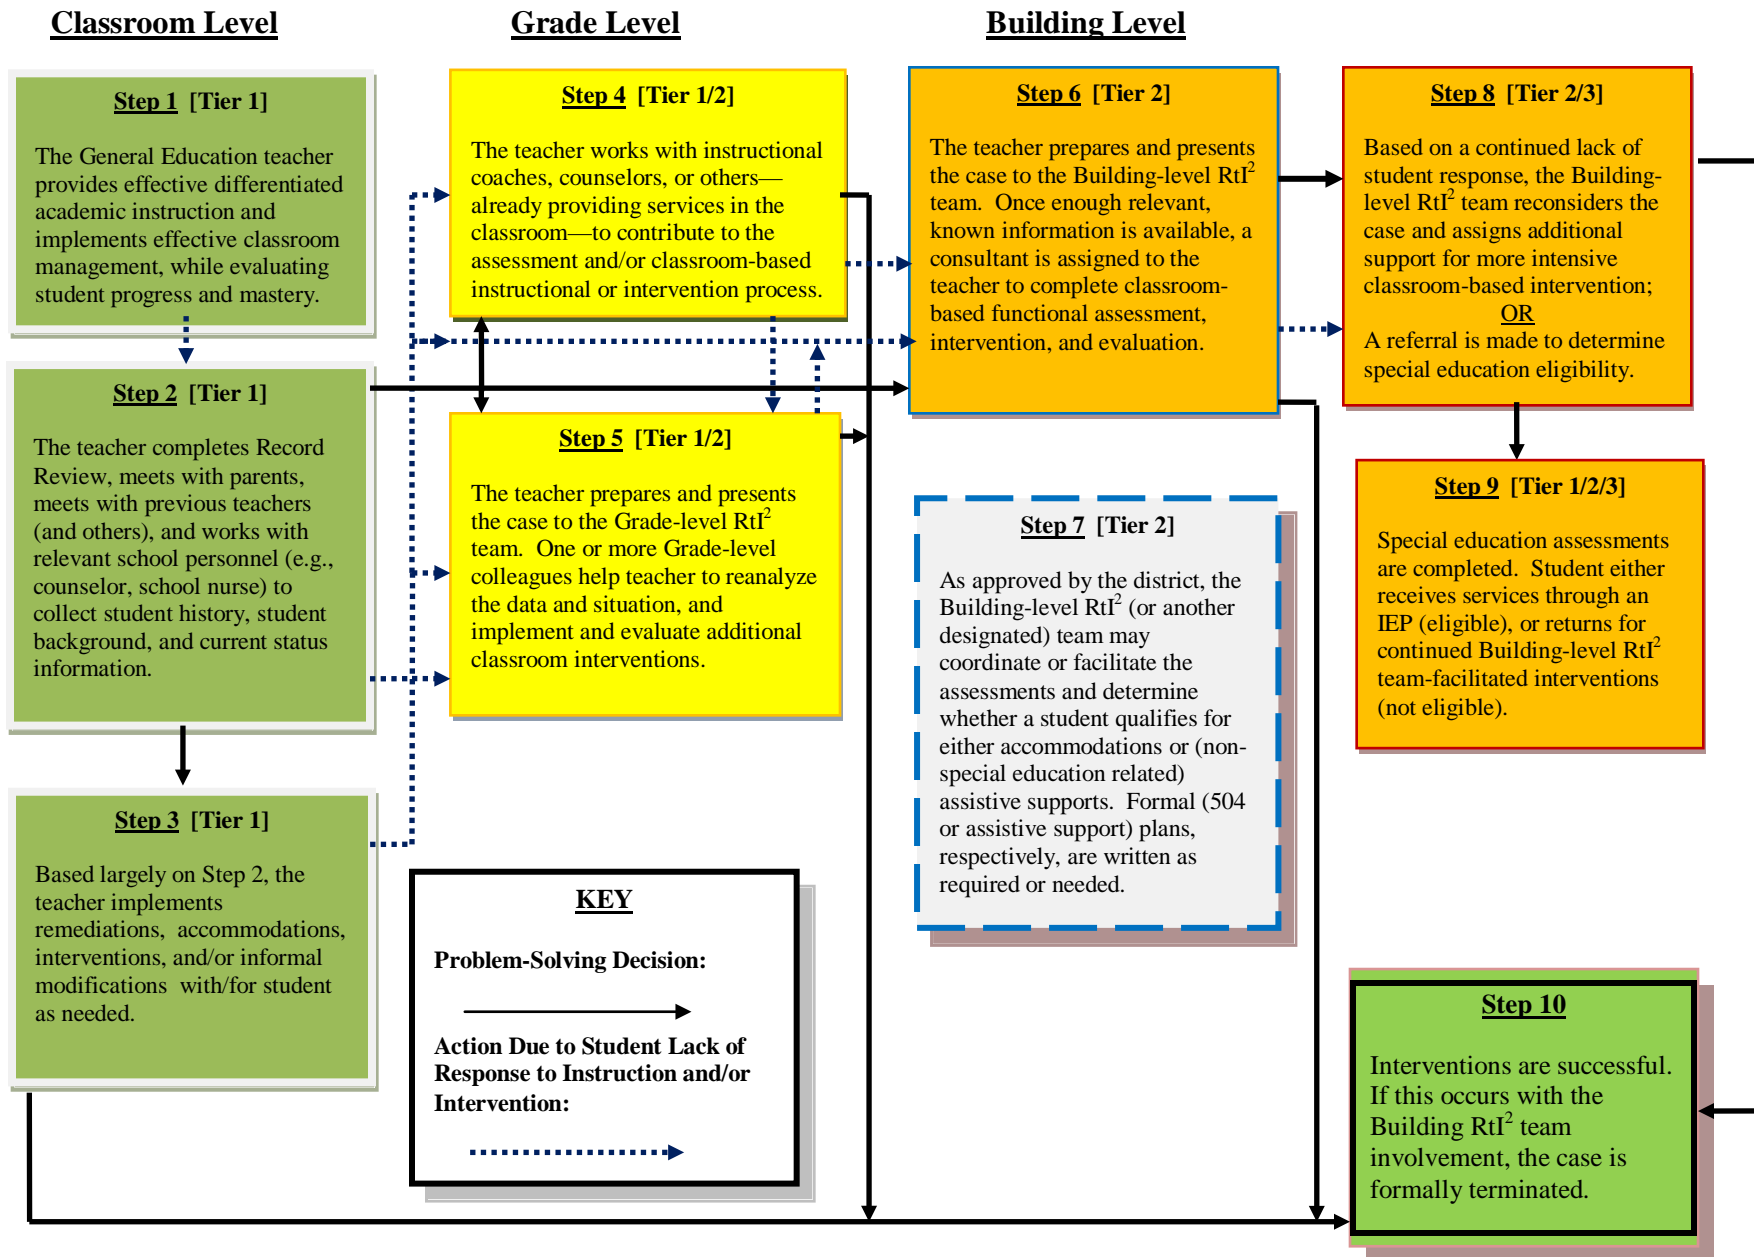 Classroom Level
Grade Level
Building Level
Step 1 [Tier 1]
The General Education teacher
provides effective differentiated
academic instruction and
implements effective classroom
management, while evaluating
student progress and mastery.
Step 2 [Tier 1]
The teacher completes Record
Review, meets with parents,
meets with previous teachers
(and others), and works with
relevant school personnel (e.g.,
counselor, school nurse) to
collect student history, student
background, and current status
information.
Step 3 [Tier 1]
Based largely on Step 2, the
teacher implements
remediations, accommodations,
interventions, and/or informal
modifications with/for student
as needed.
Step 4 [Tier 1/2]
The teacher works with instructional
coaches, counselors, or others—
already providing services in the
classroom—to contribute to the
assessment and/or classroom-based
instructional or intervention process.
Step 5 [Tier 1/2]
The teacher prepares and presents
the case to the Grade-level RtI²
team. One or more Grade-level
colleagues help teacher to reanalyze
the data and situation, and
implement and evaluate additional
classroom interventions.
KEY
Problem-Solving Decision:
Action Due to Student Lack of
Response to Instruction and/or
Intervention:
Step 6 [Tier 2]
The teacher prepares and presents
the case to the Building-level RtI²
team. Once enough relevant,
known information is available, a
consultant is assigned to the
teacher to complete classroom-
based functional assessment,
intervention, and evaluation.
Step 7 [Tier 2]
As approved by the district, the
Building-level RtI² (or another
designated) team may
coordinate or facilitate the
assessments and determine
whether a student qualifies for
either accommodations or (non-
special education related)
assistive supports. Formal (504
or assistive support) plans,
respectively, are written as
required or needed.
Step 8 [Tier 2/3]
Based on a continued lack of
student response, the Building-
level RtI² team reconsiders the
case and assigns additional
support for more intensive
classroom-based intervention;
OR
A referral is made to determine
special education eligibility.
Step 9 [Tier 1/2/3]
Special education assessments
are completed. Student either
receives services through an
IEP (eligible), or returns for
continued Building-level RtI²
team-facilitated interventions
(not eligible).
Step 10
Interventions are successful.
If this occurs with the
Building RtI² team
involvement, the case is
formally terminated.